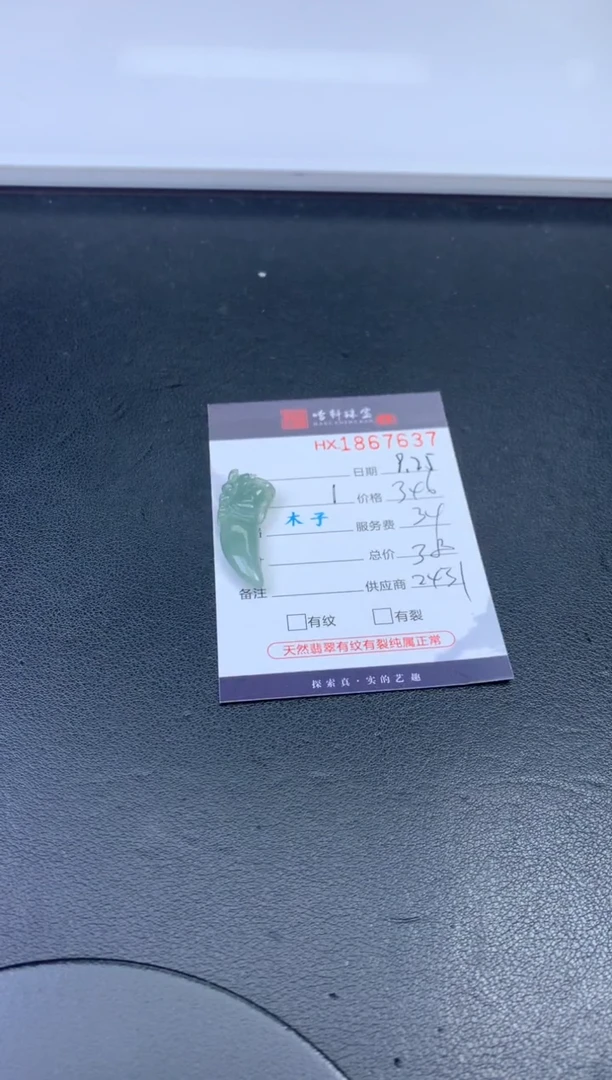 HX1867637
日期 9.25
1 价格 346
木子 服务费 34
总价 38
备注 供应商 2431
有纹 有裂
天然翡翠有纹有裂纯属正常
探索真·实的艺趣